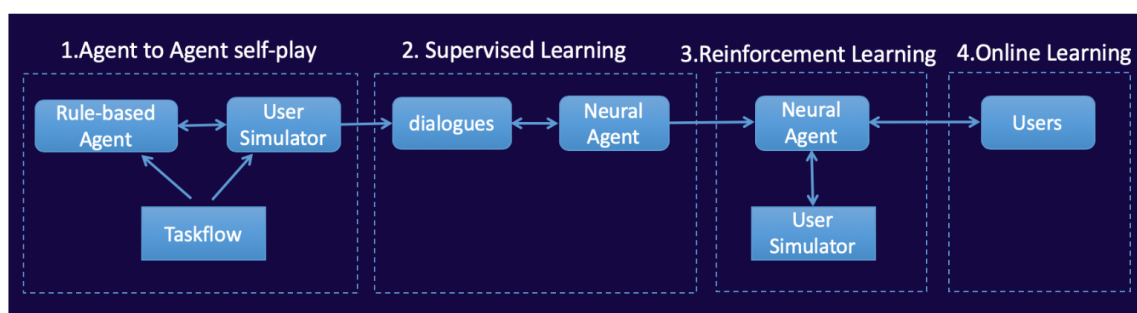 1.Agent to Agent self-play
2. Supervised Learning
3.Reinforcement Learning
4.Online Learning
Rule-based
Agent
User
Simulator
dialogues
Neural
Agent
Neural
Agent
Users
Taskflow
User
Simulator